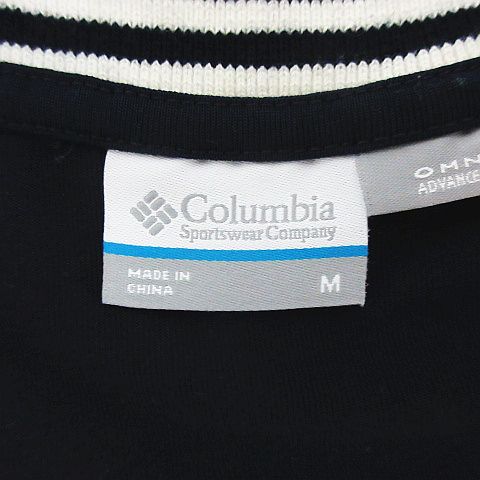 Columbia
Sportswear Company
MADE IN
CHINA
M
OMN
ADVANCE